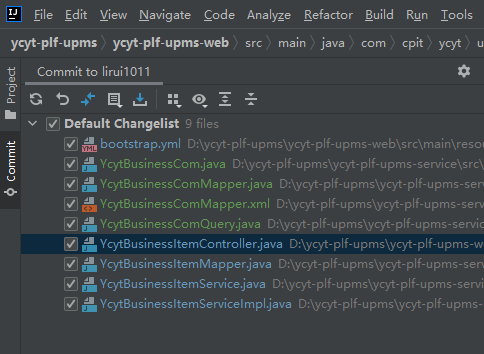 IJ File Edit View Navigate Code Analyze Refactor Build Run Tools
ycyt-plf-upms ycyt-plf-upms-web src main java com cpit ycyt u
Project
Commit to lirui1011
Commit
Default Changelist 9 files
YML bootstrap.yml D:\ycyt-plf-upms\ycyt-plf-upms-web\src\main\reso
YcytBusinessCom.java D:\ycyt-plf-upms\ycyt-plf-upms-service\src\
YcytBusinessComMapper.java D:\ycyt-plf-upms\ycyt-plf-upms-ser
YcytBusinessComMapper.xml D:\ycyt-plf-upms\ycyt-plf-upms-serv
YcytBusinessComQuery.java D:\ycyt-plf-upms\ycyt-plf-upms-servi
YcytBusinessItemController.java D:\ycyt-plf-upms\ycyt-plf-upms-w
YcytBusinessItemMapper.java D:\ycyt-plf-upms\ycyt-plf-upms-ser
YcytBusinessItemService.java D:\ycyt-plf-upms\ycyt-plf-upms-serv
YcytBusinessItemServiceImpl.java D:\ycyt-plf-upms\ycyt-plf-upms-